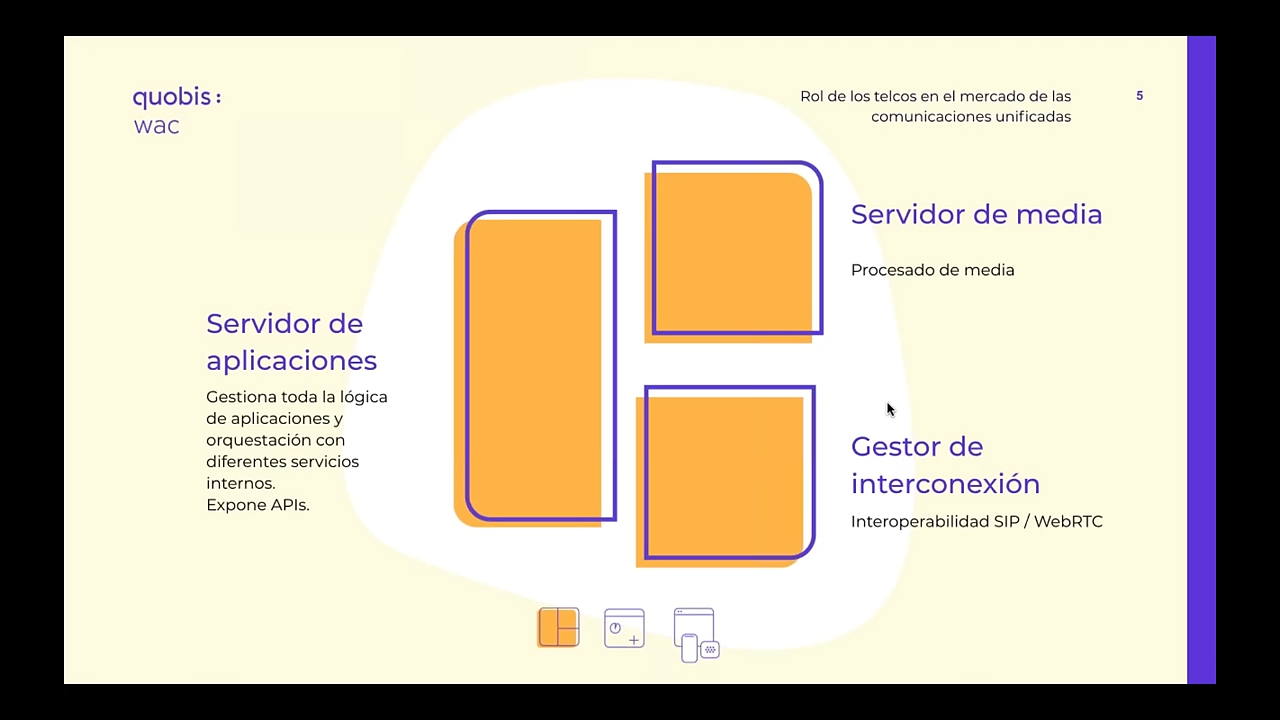 quobis:
wac
Rol de los telcos en el mercado de las
comunicaciones unificadas
5
Servidor de media
Procesado de media
Servidor de
aplicaciones
Gestiona toda la lógica
de aplicaciones y
orquestación con
diferentes servicios
internos.
Expone APIs.
Gestor de
interconexión
Interoperabilidad SIP / WebRTC